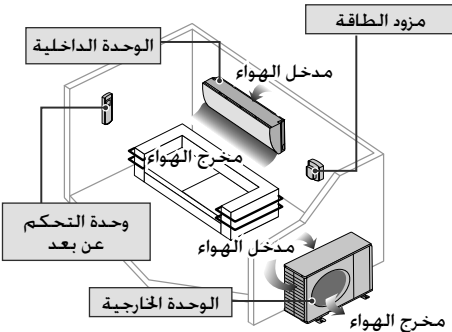 مزود الطاقة
الوحدة الداخلية
مدخل الهواء
مخرج الهواء
وحدة التحكم
عن بعد
مدخل الهواء
الوحدة الخارجية
مخرج الهواء